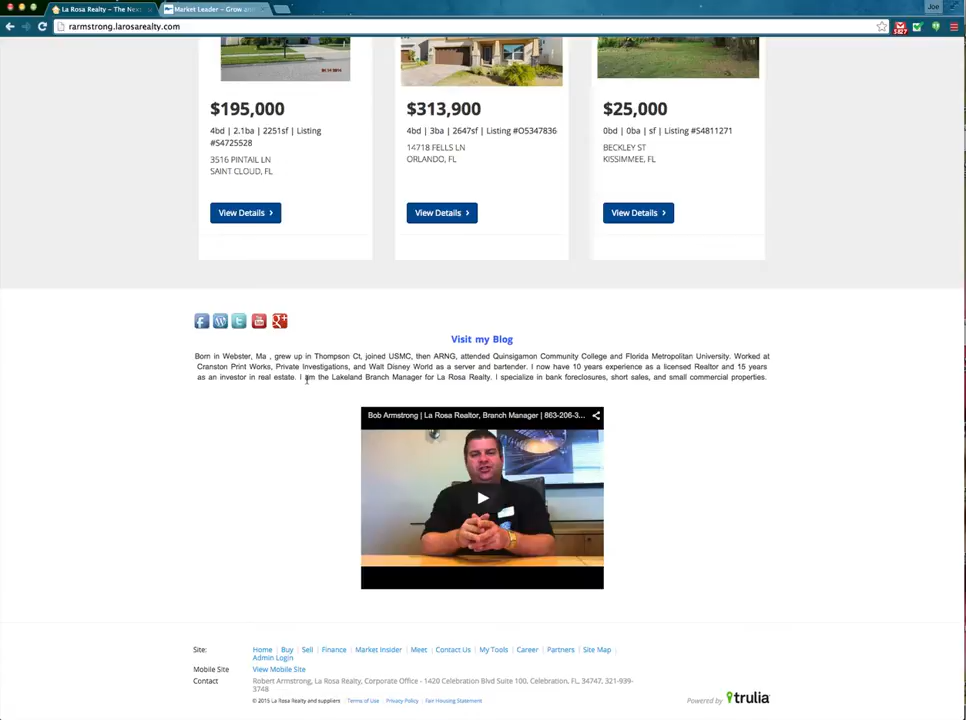 La Rosa Realty – The Next
Market Leader – Grow and
Joe
rarmstrong.larosarealty.com
5827
$195,000
4bd | 2.1ba | 2251sf | Listing
#S4725528
3516 PINTAIL LN
SAINT CLOUD, FL
View Details
$313,900
4bd | 3ba | 2647sf | Listing #O5347836
14718 FELLS LN
ORLANDO, FL
View Details
$25,000
0bd | 0ba | sf | Listing #S4811271
BECKLEY ST
KISSIMMEE, FL
View Details
Visit my Blog
Born in Webster, Ma , grew up in Thompson Ct, joined USMC, then ARNG, attended Quinsigamon Community College and Florida Metropolitan University. Worked at
Cranston Print Works, Private Investigations, and Walt Disney World as a server and bartender. I now have 10 years experience as a licensed Realtor and 15 years
as an investor in real estate. I am the Lakeland Branch Manager for La Rosa Realty. I specialize in bank foreclosures, short sales, and small commercial properties.
Bob Armstrong | La Rosa Realtor, Branch Manager | 863-206-3...
Site: Home | Buy | Sell | Finance | Market Insider | Meet | Contact Us | My Tools | Career | Partners | Site Map |
Admin Login
Mobile Site View Mobile Site
Contact Robert Armstrong, La Rosa Realty, Corporate Office - 1420 Celebration Blvd Suite 100, Celebration, FL, 34747, 321-939-
3748
© 2015 La Rosa Realty and suppliers | Terms of Use | Privacy Policy | Fair Housing Statement
Powered by trulia